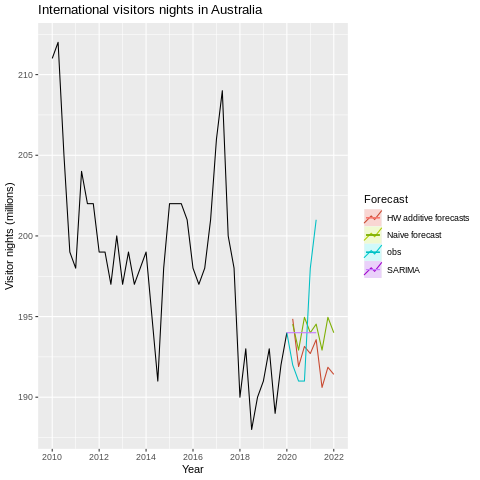 International visitors nights in Australia
Visitor nights (millions)
210
205
200
195
190
2010
2012
2014
2016
2018
2020
2022
Year
Forecast
HW additive forecasts
Naive forecast
obs
SARIMA